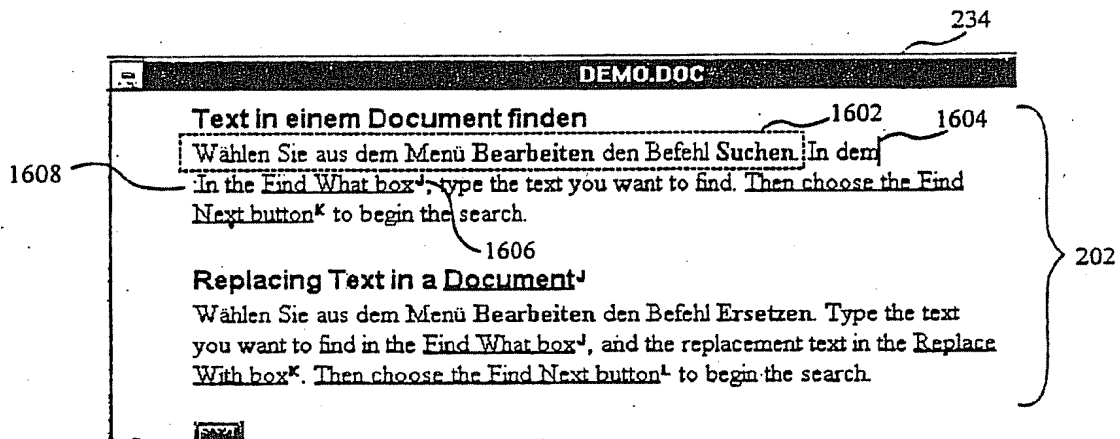 234
DEMO.DOC
Text in einem Document finden
1602
1604
Wählen Sie aus dem Menü Bearbeiten den Befehl Suchen. In dem
1608
In the Find What box ᴶ, type the text you want to find. Then choose the Find
Next button ᴷ to begin the search.
1606
202
Replacing Text in a Document ᴶ
Wählen Sie aus dem Menü Bearbeiten den Befehl Ersetzen. Type the text
you want to find in the Find What box ᴶ, and the replacement text in the Replace
With box ᴷ. Then choose the Find Next button ᴸ to begin the search.